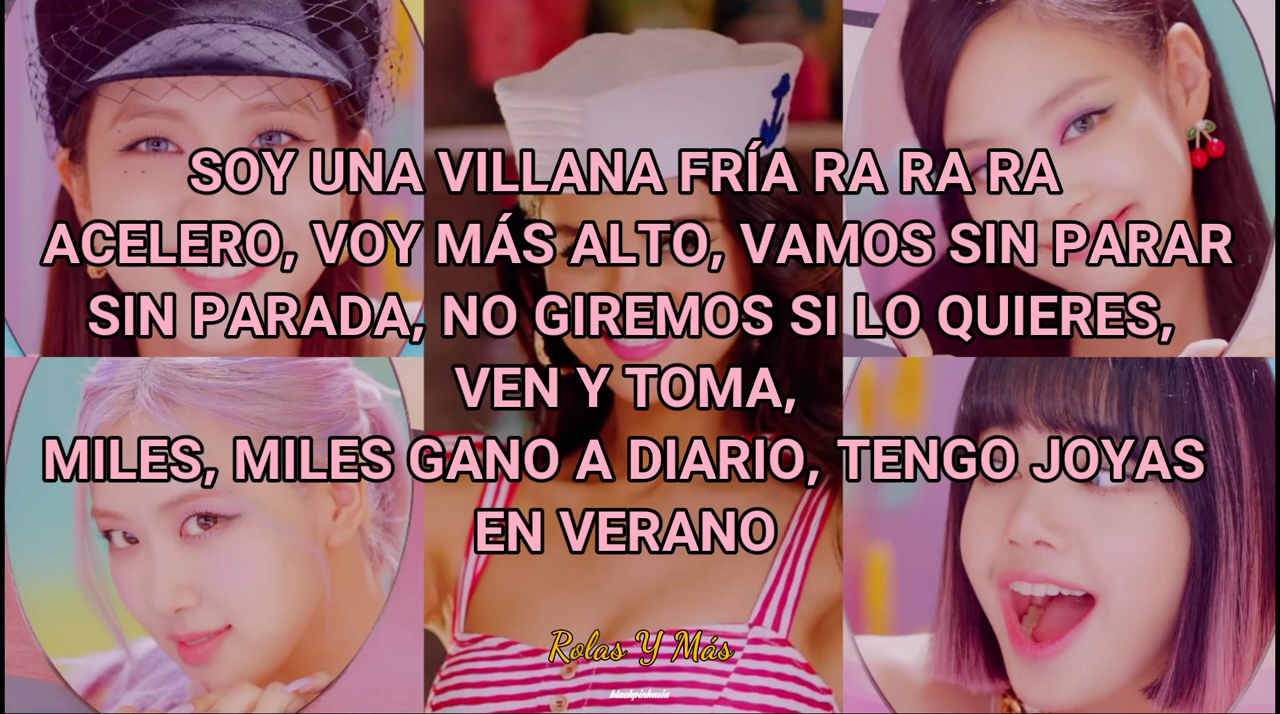 SOY UNA VILLANA FRÍA RA RA RA
ACELERO, VOY MÁS ALTO, VAMOS SIN PARAR
SIN PARADA, NO GIREMOS SI LO QUIERES,
VEN Y TOMA,
MILES, MILES GANO A DIARIO, TENGO JOYAS
EN VERANO
Rolas Y Más
blackpinkasia